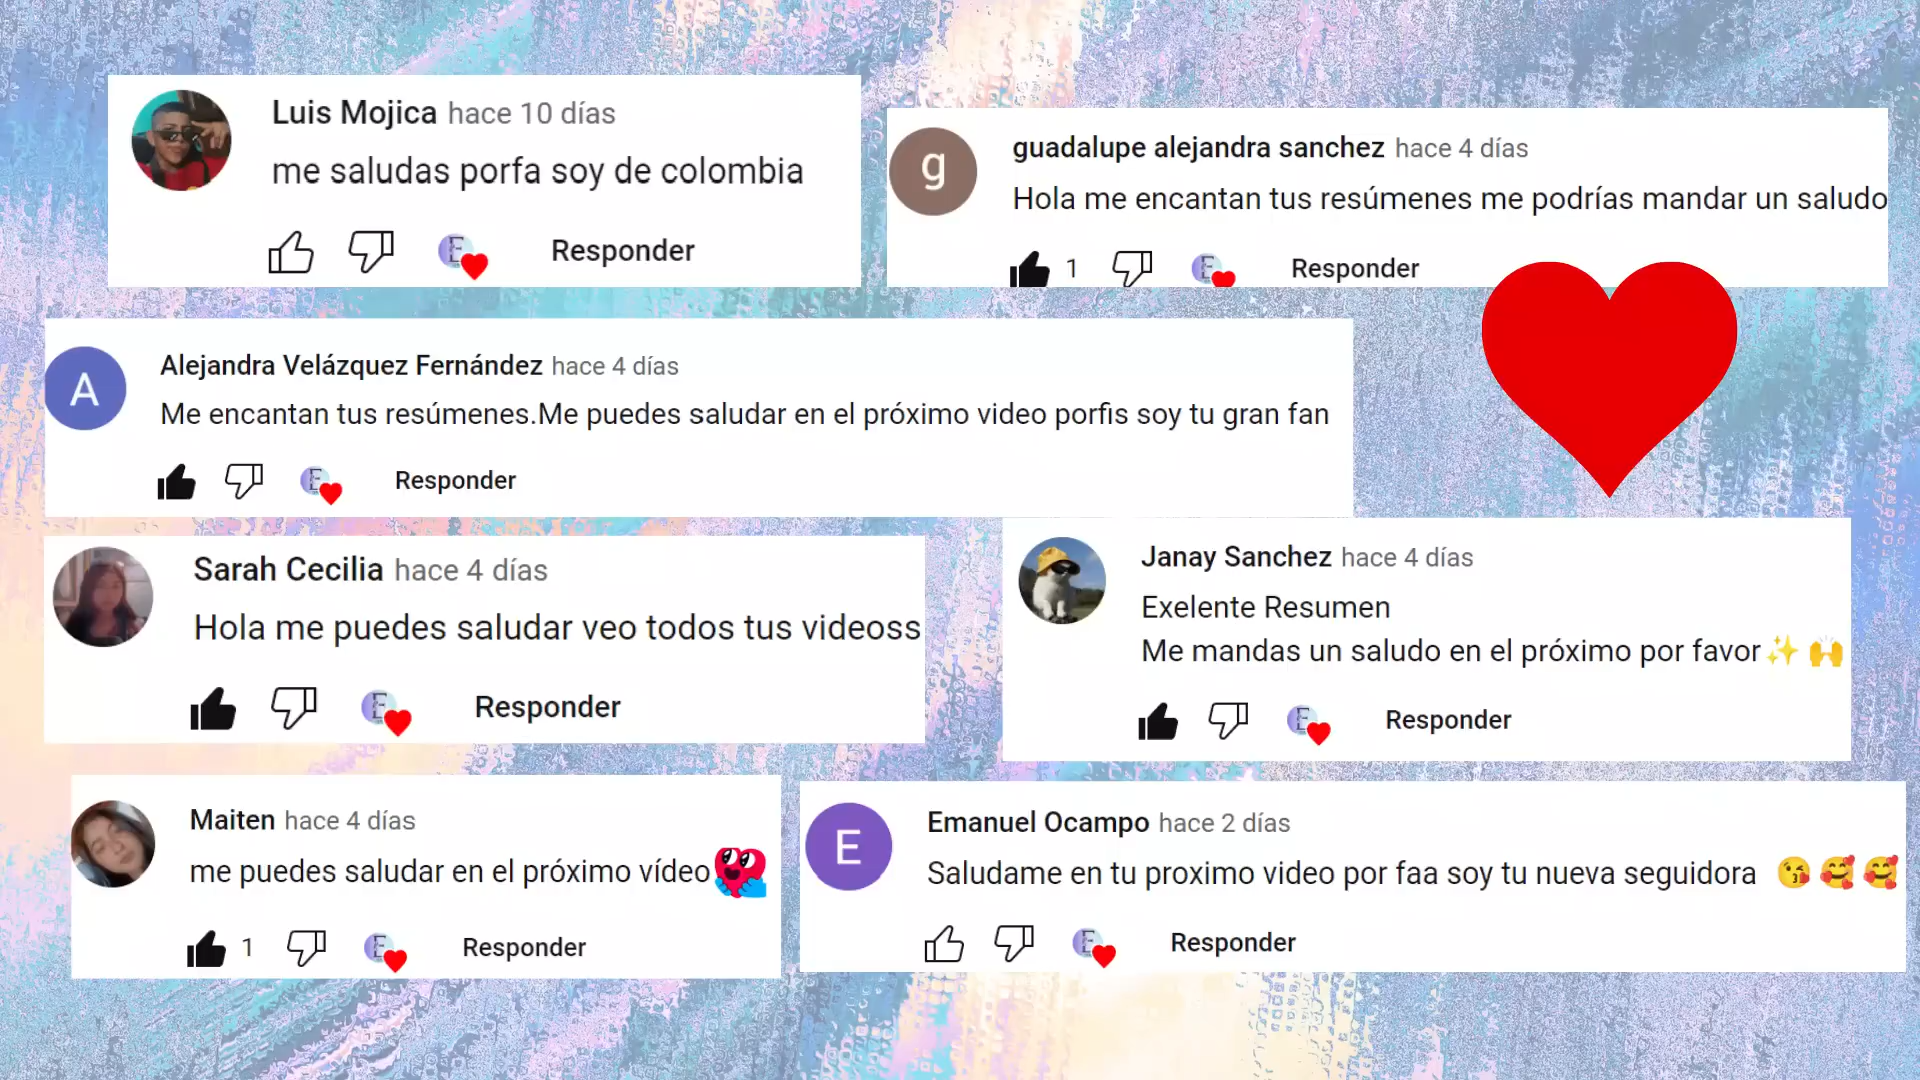 Luis Mojica hace 10 días
me saludas porfa soy de colombia
Responder
guadalupe alejandra sanchez hace 4 días
Hola me encantan tus resúmenes me podrías mandar un saludo
1 Responder
Alejandra Velázquez Fernández hace 4 días
Me encantan tus resúmenes.Me puedes saludar en el próximo video porfis soy tu gran fan
Responder
Sarah Cecilia hace 4 días
Hola me puedes saludar veo todos tus videoss
Responder
Janay Sanchez hace 4 días
Exelente Resumen
Me mandas un saludo en el próximo por favor✨ 🙌
Responder
Maiten hace 4 días
me puedes saludar en el próximo vídeo
1 Responder
Emanuel Ocampo hace 2 días
Saludame en tu proximo video por faa soy tu nueva seguidora 😘🥰🥰
Responder
g
A
E